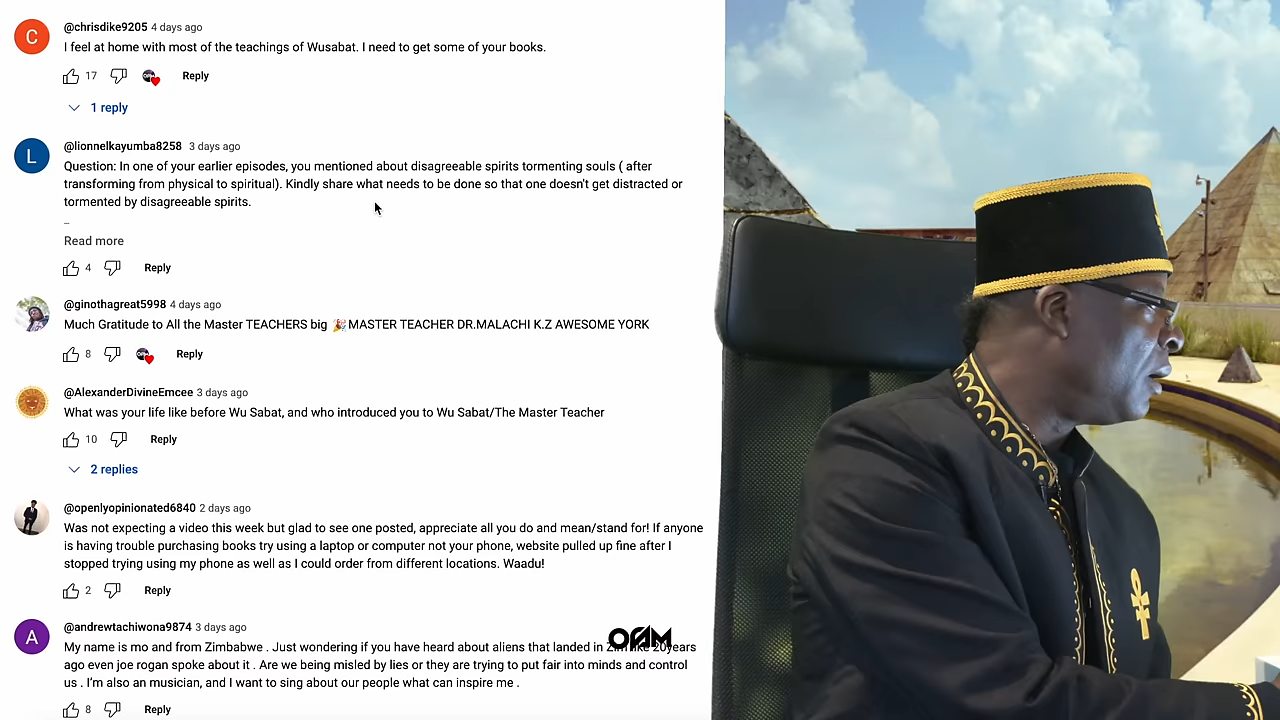 C
@chrisdike9205 4 days ago
I feel at home with most of the teachings of Wusabat. I need to get some of your books.
17 Reply
1 reply
L
@lionnelkayumba8258 3 days ago
Question: In one of your earlier episodes, you mentioned about disagreeable spirits tormenting souls ( after
transforming from physical to spiritual). Kindly share what needs to be done so that one doesn't get distracted or
tormented by disagreeable spirits.
_
Read more
4 Reply
@ginothagreat5998 4 days ago
Much Gratitude to All the Master TEACHERS big 🎉MASTER TEACHER DR.MALACHI K.Z AWESOME YORK
8 Reply
@AlexanderDivineEmcee 3 days ago
What was your life like before Wu Sabat, and who introduced you to Wu Sabat/The Master Teacher
10 Reply
2 replies
@openlyopinionated6840 2 days ago
Was not expecting a video this week but glad to see one posted, appreciate all you do and mean/stand for! If anyone
is having trouble purchasing books try using a laptop or computer not your phone, website pulled up fine after I
stopped trying using my phone as well as I could order from different locations. Waadu!
2 Reply
A
@andrewtachiwona9874 3 days ago
My name is mo and from Zimbabwe . Just wondering if you have heard about aliens that landed in 20years
OFM
ago even joe rogan spoke about it . Are we being misled by lies or they are trying to put fair into minds and control
us . I'm also an musician, and I want to sing about our people what can inspire me .
8 Reply